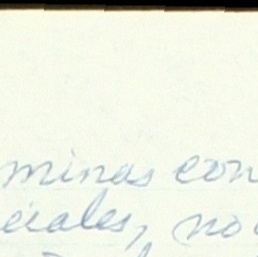 minas con
ciales, no